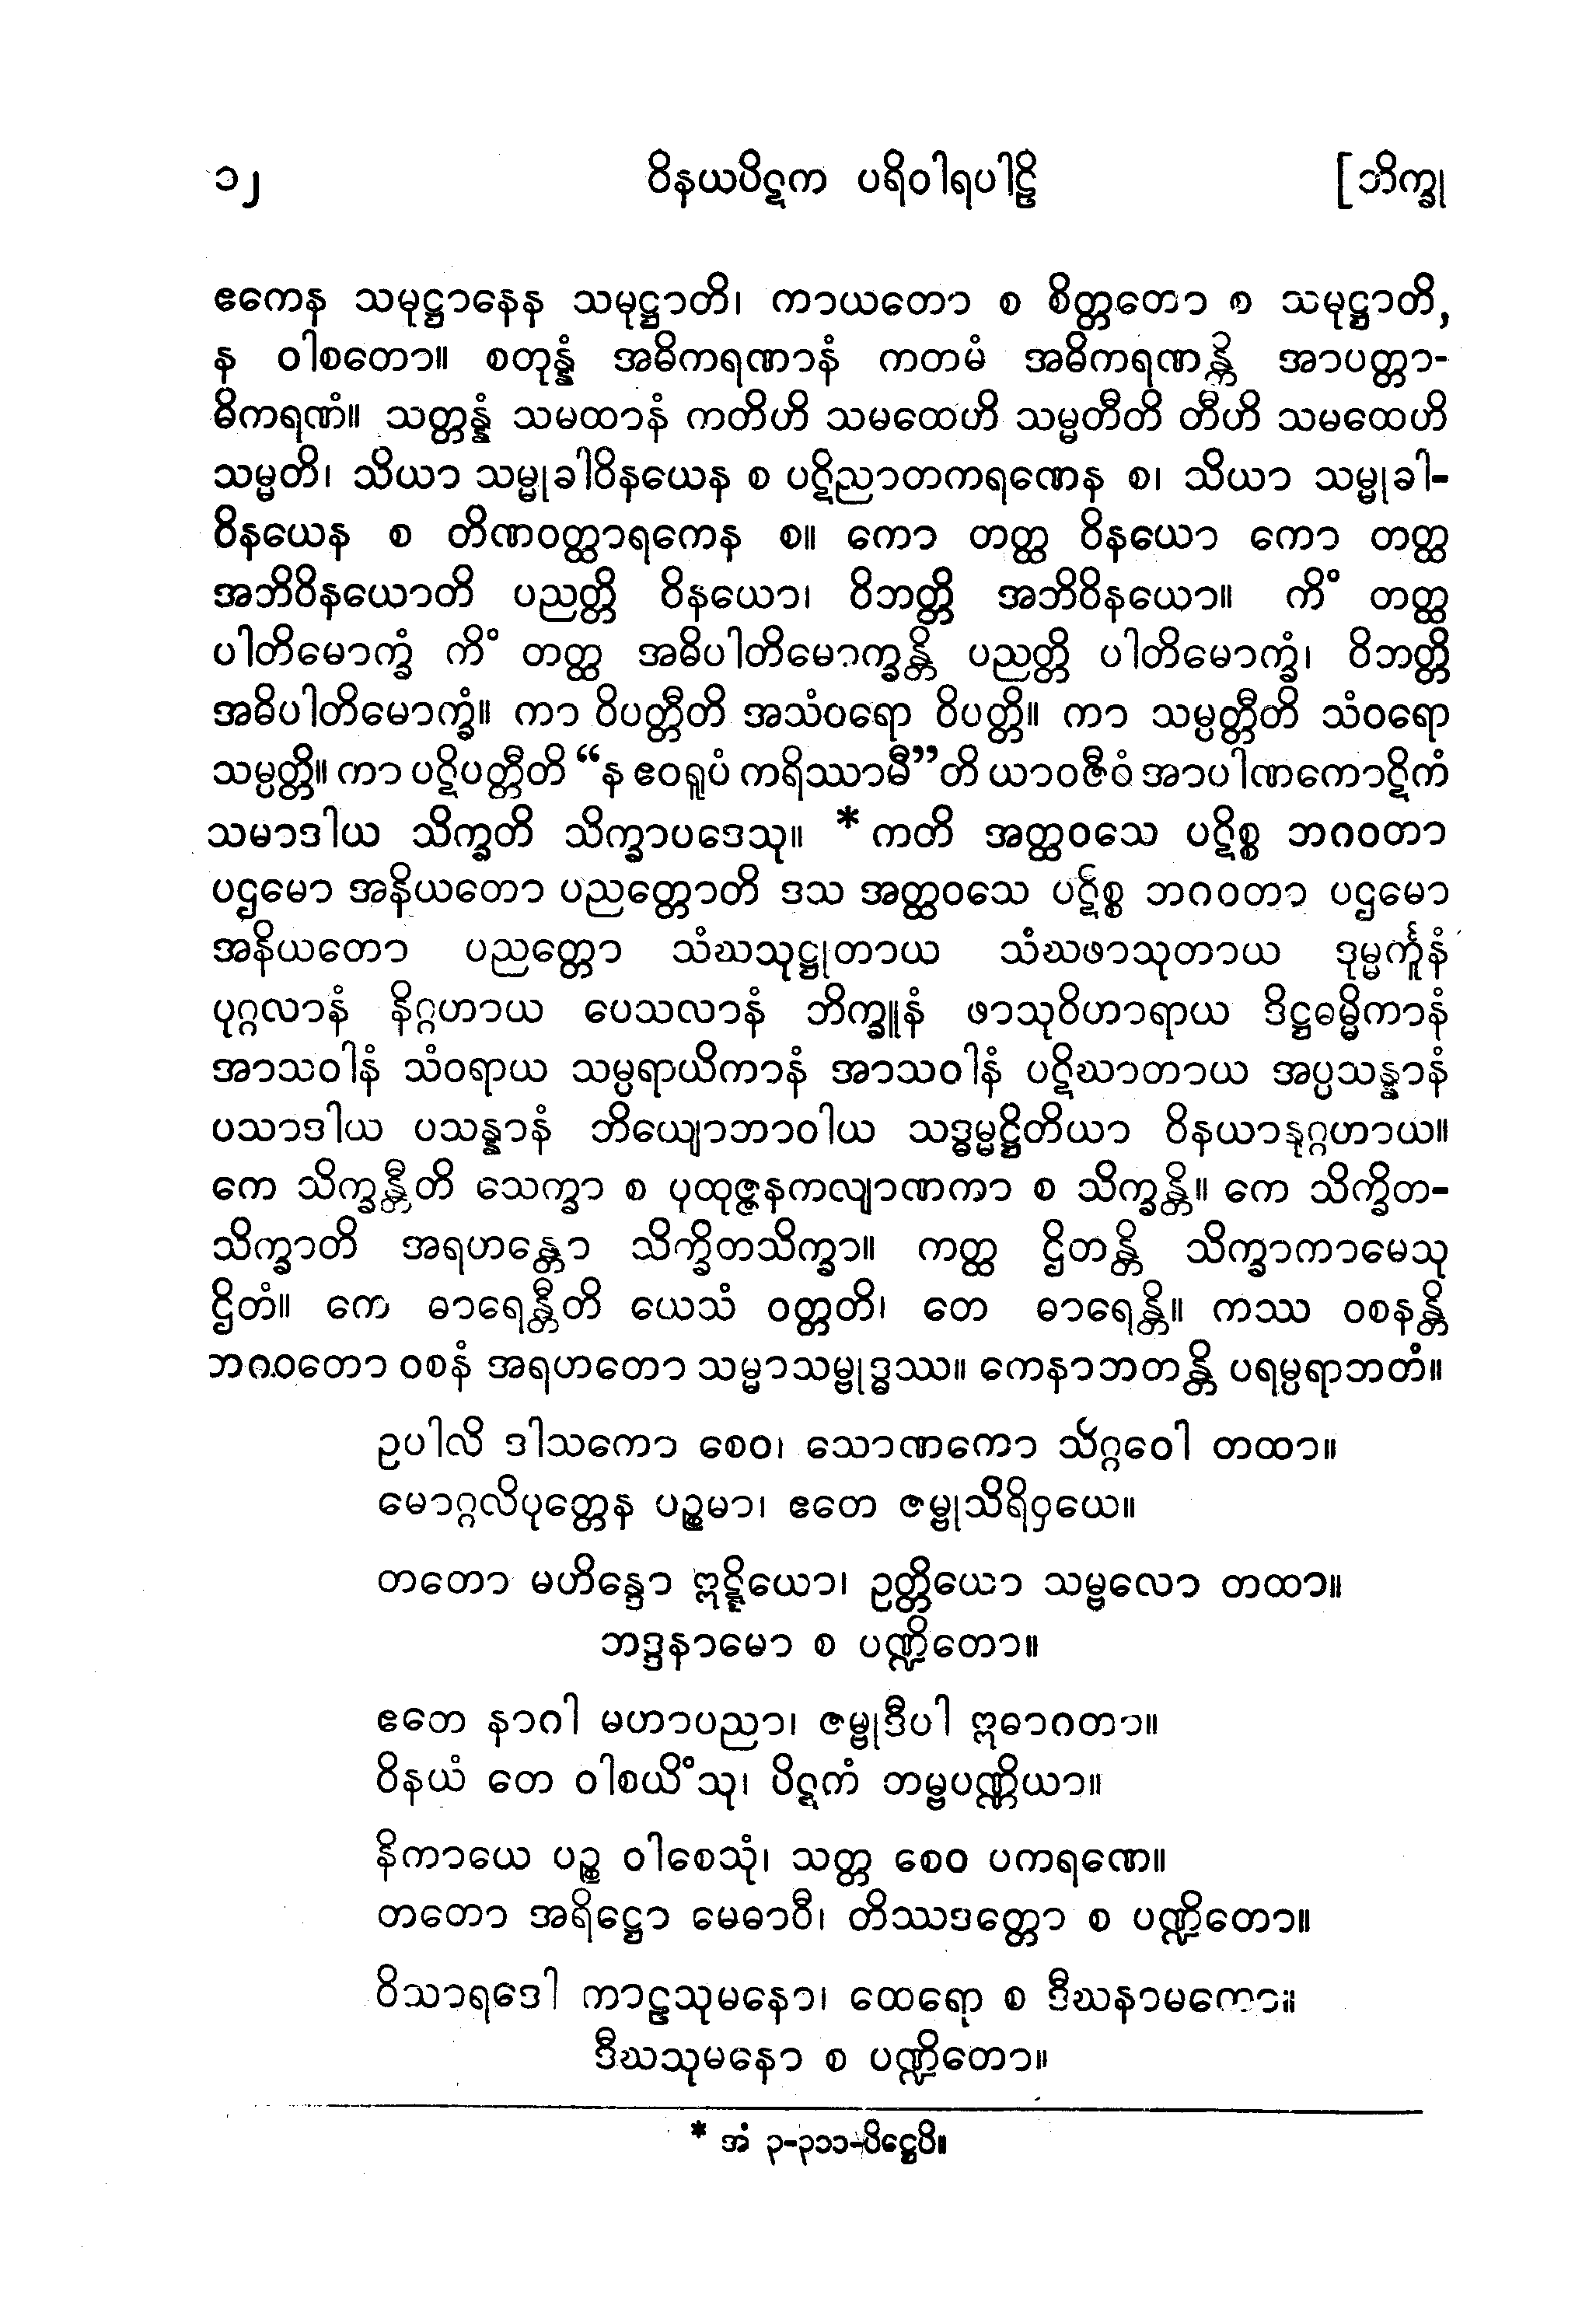 ၁၂ ဝိနယပိဋက ပရိဝါရပါဠိ [ဘိက္ခု
ဧကေန သမုဋ္ဌာနေန သမုဋ္ဌာတိ၊ ကာယတော စ စိတ္တတော စ သမုဋ္ဌာတိ,
န ဝါစတော။ စတုန္နံ အဓိကရဏာနံ ကတမံ အဓိကရဏန္တိ အာပတ္တာ-
ဓိကရဏံ။ သတ္တန္နံ သမထာနံ ကတိဟိ သမထေဟိ သမ္မတီတိ တီဟိ သမထေဟိ
သမ္မတိ၊ သိယာ သမ္မုခါဝိနယေန စ ပဋိညာတကရဏေန စ၊ သိယာ သမ္မုခါ-
ဝိနယေန စ တိဏဝတ္ထာရကေန စ။ ကော တတ္ထ ဝိနယော ကော တတ္ထ
အဘိဝိနယောတိ ပညတ္တိ ဝိနယော၊ ဝိဘတ္တိ အဘိဝိနယော။ ကိံ တတ္ထ
ပါတိမောက္ခံ ကိံ တတ္ထ အဓိပါတိမောက္ခန္တိ ပညတ္တိ ပါတိမောက္ခံ၊ ဝိဘတ္တိ
အဓိပါတိမောက္ခံ။ ကာ ဝိပတ္တီတိ အသံဝရော ဝိပတ္တိ။ ကာ သမ္ပတ္တီတိ သံဝရော
သမ္ပတ္တိ။ ကာ ပဋိပတ္တီတိ “န ဧဝရူပံ ကရိဿာမီ”တိ ယာဝဇီဝံ အာပါဏကောဋိကံ
သမာဒါယ သိက္ခတိ သိက္ခာပဒေသု။ * ကတိ အတ္ထဝသေ ပဋိစ္စ ဘဂဝတာ
ပဌမော အနိယတော ပညတ္တောတိ ဒသ အတ္ထဝသေ ပဋိစ္စ ဘဂဝတာ ပဌမော
အနိယတော ပညတ္တော သံဃသုဋ္ဌုတာယ သံဃဖာသုတာယ ဒုမ္မင်္ကူနံ
ပုဂ္ဂလာနံ နိဂ္ဂဟာယ ပေသလာနံ ဘိက္ခူနံ ဖာသုဝိဟာရာယ ဒိဋ္ဌဓမ္မိကာနံ
အာသဝါနံ သံဝရာယ သမ္ပရာယိကာနံ အာသဝါနံ ပဋိဃာတာယ အပ္ပသန္နာနံ
ပသာဒါယ ပသန္နာနံ ဘိယျောဘာဝါယ သဒ္ဓမ္မဋ္ဌိတိယာ ဝိနယာနုဂ္ဂဟာယ။
ကေ သိက္ခန္တီတိ သေက္ခာ စ ပုထုဇ္ဇနကလျာဏကာ စ သိက္ခန္တိ။ ကေ သိက္ခိတ-
သိက္ခာတိ အရဟန္တော သိက္ခိတသိက္ခာ။ ကတ္ထ ဌိတန္တိ သိက္ခာကာမေသု
ဌိတံ။ ကေ ဓာရေန္တီတိ ယေသံ ဝတ္တတိ၊ တေ ဓာရေန္တိ။ ကဿ ဝစနန္တိ
ဘဂဝတော ဝစနံ အရဟတော သမ္မာသမ္ဗုဒ္ဓဿ။ ကေနာဘတန္တိ ပရမ္ပရာဘတံ။
ဥပါလိ ဒါသကော စေဝ၊ သောဏကော သိဂ္ဂဝေါ တထာ။
မောဂ္ဂလိပုတ္တေန ပဉ္စမာ၊ ဧတေ ဇမ္ဗုသိရိဝှယေ။
တတော မဟိန္ဒော ဣဋ္ဋိယော၊ ဥတ္တိယော သမ္ဗလော တထာ။
ဘဒ္ဒနာမော စ ပဏ္ဍိတော။
ဧတေ နာဂါ မဟာပညာ၊ ဇမ္ဗုဒီပါ ဣဓာဂတာ။
ဝိနယံ တေ ဝါစယိံသု၊ ပိဋကံ တမ္ဗပဏ္ဏိယာ။
နိကာယေ ပဉ္စ ဝါစေသုံ၊ သတ္တ စေဝ ပကရဏေ။
တတော အရိဋ္ဌော မေဓာဝီ၊ တိဿဒတ္တော စ ပဏ္ဍိတော။
ဝိသာရဒေါ ကာဠသုမနော၊ ထေရော စ ဒီဃနာမကော။
ဒီဃသုမနော စ ပဏ္ဍိတော။
* အံ ၃-၃၁၁-ပိဋ္ဌေပိ။